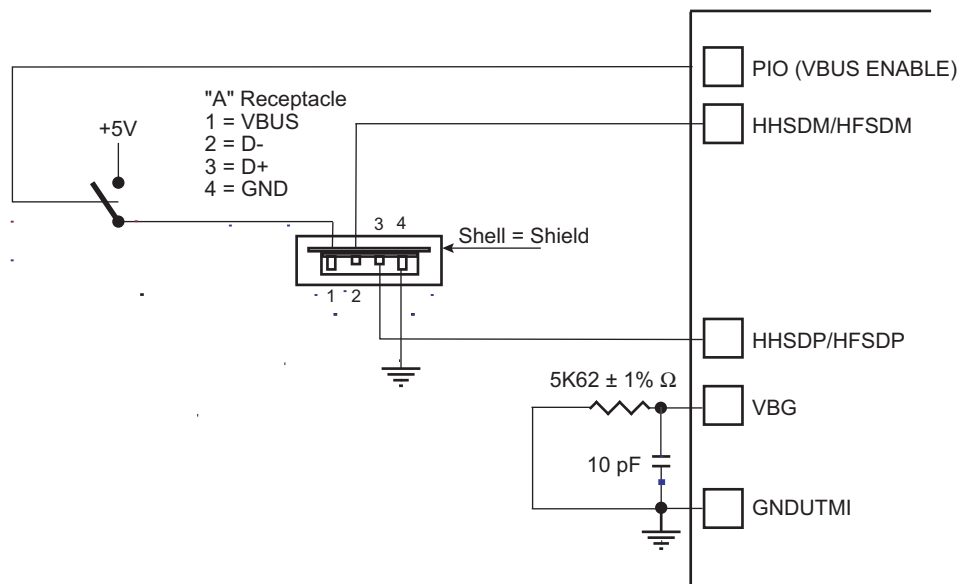 PIO (VBUS ENABLE)
"A" Receptacle
1 = VBUS
2 = D-
3 = D+
4 = GND
+5V
HHSDM/HFSDM
3 4
Shell = Shield
1 2
HHSDP/HFSDP
5K62 ± 1% Ω
VBG
10 pF
GNDUTMI